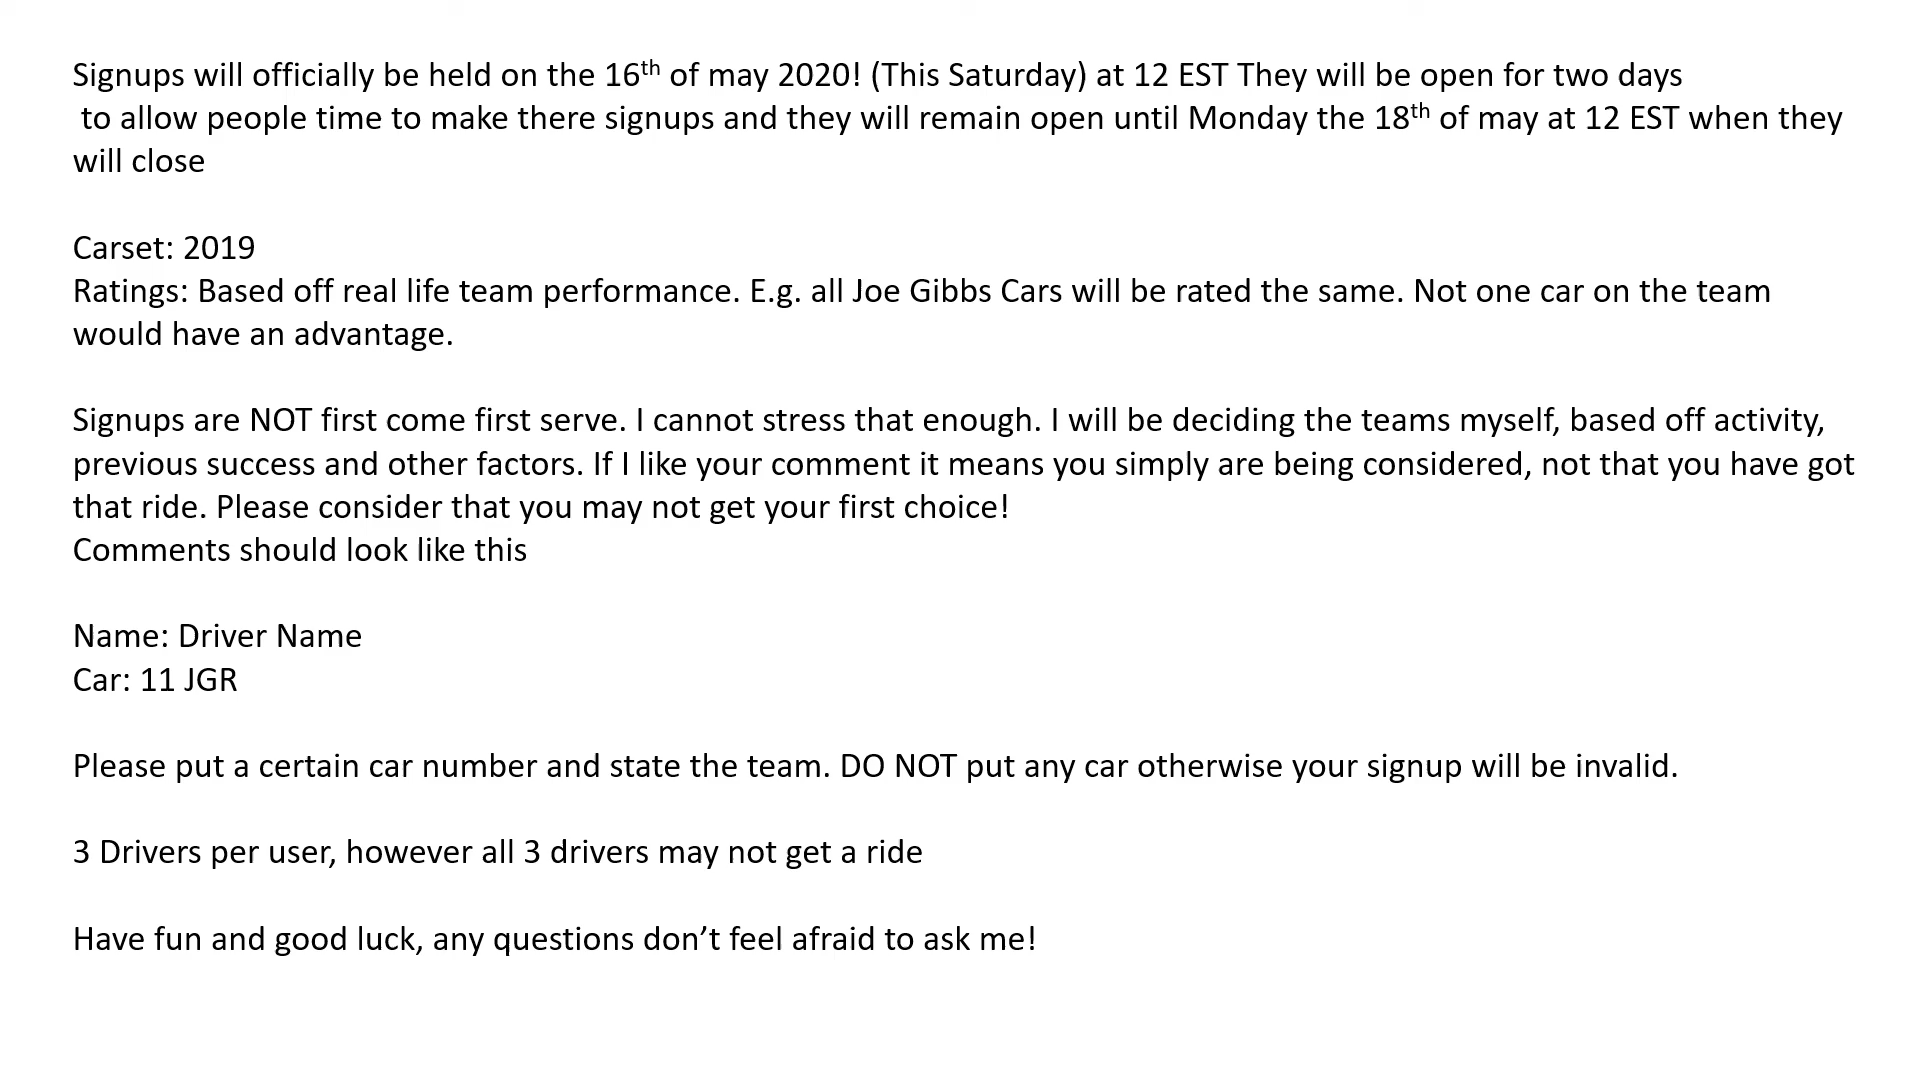 Signups will officially be held on the 16th of may 2020! (This Saturday) at 12 EST They will be open for two days
to allow people time to make there signups and they will remain open until Monday the 18th of may at 12 EST when they
will close
Carset: 2019
Ratings: Based off real life team performance. E.g. all Joe Gibbs Cars will be rated the same. Not one car on the team
would have an advantage.
Signups are NOT first come first serve. I cannot stress that enough. I will be deciding the teams myself, based off activity,
previous success and other factors. If I like your comment it means you simply are being considered, not that you have got
that ride. Please consider that you may not get your first choice!
Comments should look like this
Name: Driver Name
Car: 11 JGR
Please put a certain car number and state the team. DO NOT put any car otherwise your signup will be invalid.
3 Drivers per user, however all 3 drivers may not get a ride
Have fun and good luck, any questions don’t feel afraid to ask me!